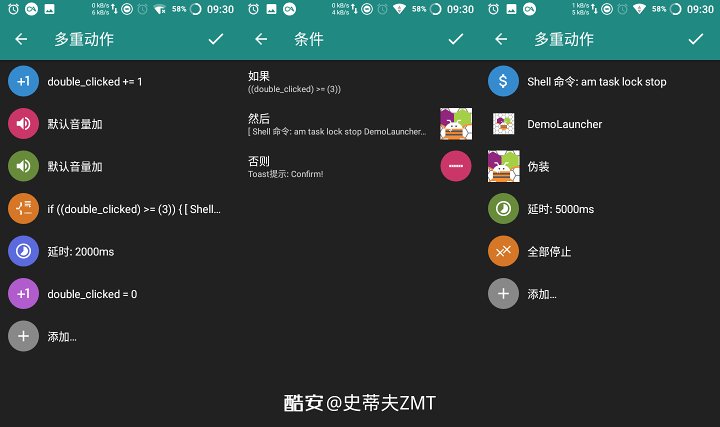 0 kB/s
6 kB/s
58%
09:30
多重动作
double_clicked += 1
默认音量加
默认音量加
if ((double_clicked) >= (3)) { [ Shell...
延时: 2000ms
double_clicked = 0
添加...
0 kB/s
4 kB/s
58%
09:30
条件
如果
((double_clicked) >= (3))
然后
[ Shell 命令: am task lock stop DemoLauncher...
否则
Toast提示: Confirm!
1 kB/s
5 kB/s
58%
09:30
多重动作
Shell 命令: am task lock stop
DemoLauncher
伪装
延时: 5000ms
全部停止
添加...
酷安@史蒂夫ZMT